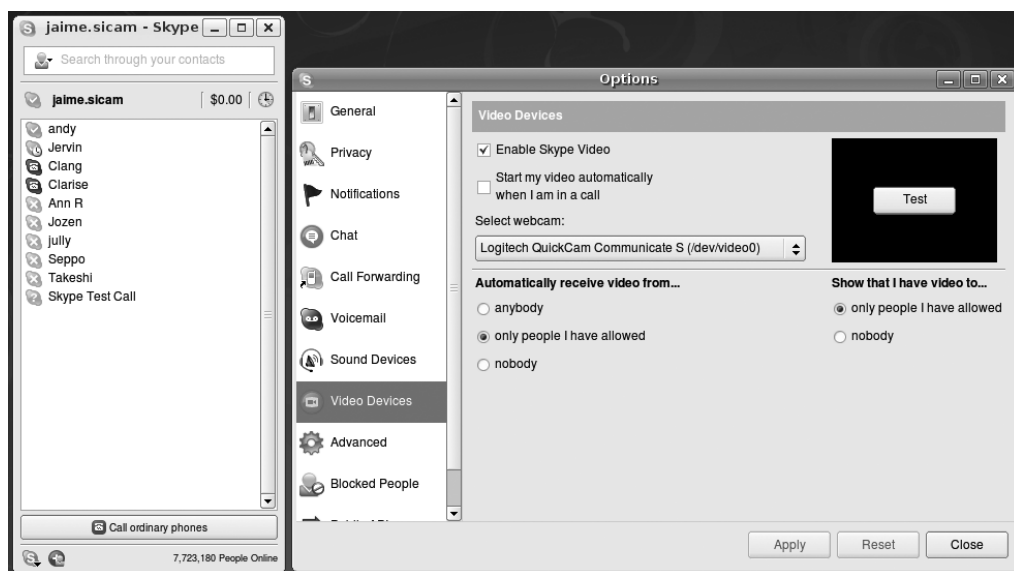 jaime.sicam - Skype
Search through your contacts
jaime.sicam $0.00
andy
Jervin
Clang
Clarise
Ann R
Jozen
jully
Seppo
Takeshi
Skype Test Call
Call ordinary phones
7,723,180 People Online
Options
General
Privacy
Notifications
Chat
Call Forwarding
Voicemail
Sound Devices
Video Devices
Advanced
Blocked People
Video Devices
Enable Skype Video
Start my video automatically
when I am in a call
Select webcam:
Logitech QuickCam Communicate S (/dev/video0)
Test
Automatically receive video from...
anybody
only people I have allowed
nobody
Show that I have video to...
only people I have allowed
nobody
Apply
Reset
Close